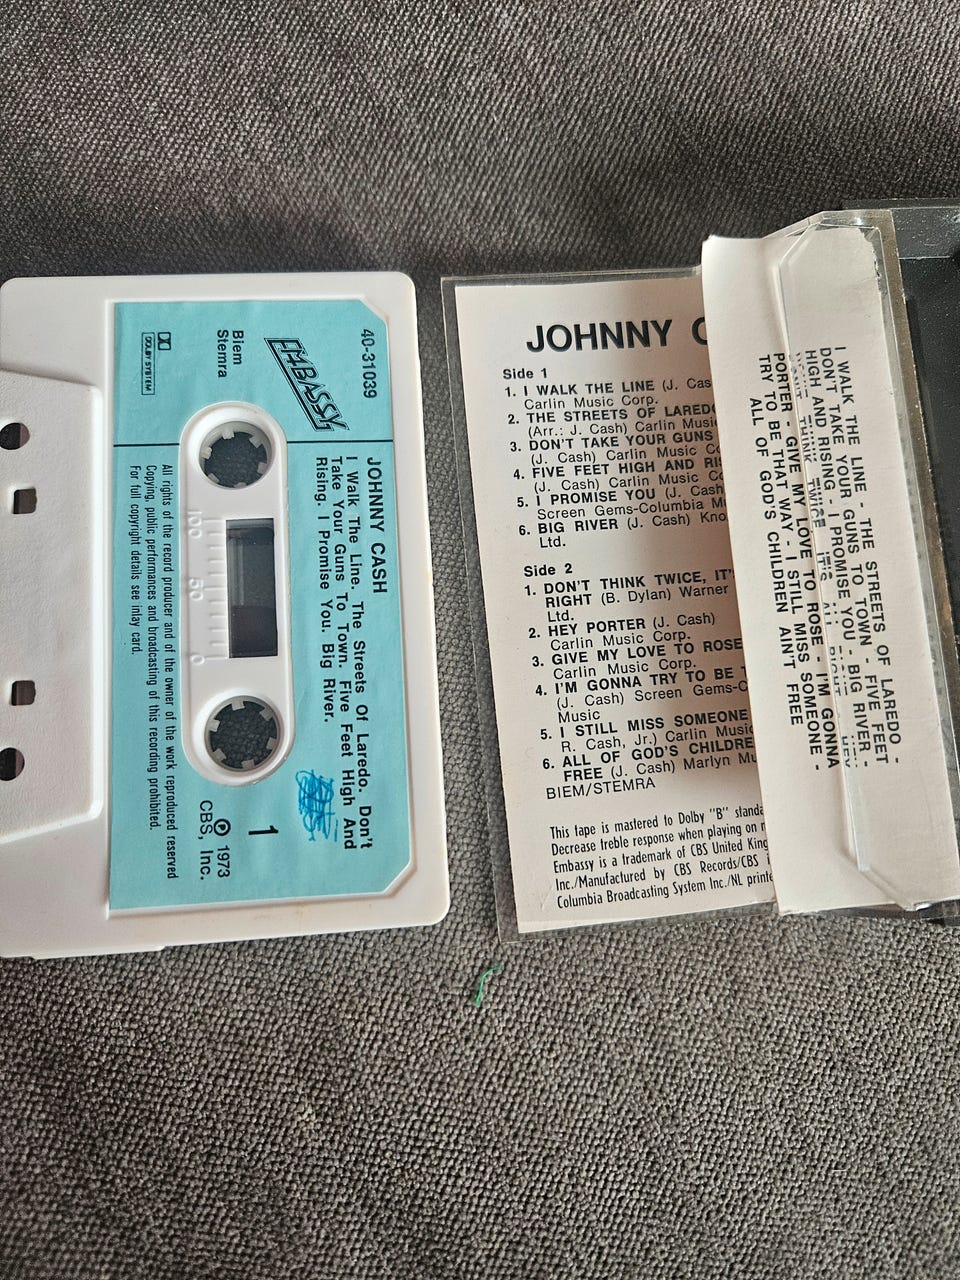 40-31039
EMBASSY
Biem
Stemra
DOLBY SYSTEM
JOHNNY CASH
I Walk The Line. The Streets Of Laredo. Don't
Take Your Guns To Town. Five Feet High And
Rising. I Promise You. Big River.
100 50 0
1
℗ 1973
CBS, Inc.
All rights of the record producer and of the owner of the work reproduced reserved
Copying, public performances and broadcasting of this recording prohibited.
For full copyright details see inlay card.
JOHNNY C
Side 1
1. I WALK THE LINE (J. Cas
Carlin Music Corp.
2. THE STREETS OF LAREDO
(Arr.: J. Cash) Carlin Music
3. DON'T TAKE YOUR GUNS
(J. Cash) Carlin Music Co
4. FIVE FEET HIGH AND RIS
(J. Cash) Carlin Music Co
5. I PROMISE YOU (J. Cash
Screen Gems-Columbia M
6. BIG RIVER (J. Cash) Kno
Ltd.
Side 2
1. DON'T THINK TWICE, IT'
RIGHT (B. Dylan) Warner
Ltd.
2. HEY PORTER (J. Cash)
Carlin Music Corp.
3. GIVE MY LOVE TO ROSE
Carlin Music Corp.
4. I'M GONNA TRY TO BE T
(J. Cash) Screen Gems-C
Music
5. I STILL MISS SOMEONE
R. Cash, Jr.) Carlin Music
6. ALL OF GOD'S CHILDRE
FREE (J. Cash) Marlyn Mu
BIEM/STEMRA
This tape is mastered to Dolby "B" standa
Decrease treble response when playing on
Embassy is a trademark of CBS United King
Inc./Manufactured by CBS Records/CBS
Columbia Broadcasting System Inc./NL printe
I WALK THE LINE - THE STREETS OF LAREDO -
DON'T TAKE YOUR GUNS TO TOWN - FIVE FEET
HIGH AND RISING - I PROMISE YOU - BIG RIVER -
THINK TWICE IT'S ALL RIGHT HEY
PORTER - GIVE MY LOVE TO ROSE - I'M GONNA
TRY TO BE THAT WAY - I STILL MISS SOMEONE -
ALL OF GOD'S CHILDREN AIN'T FREE